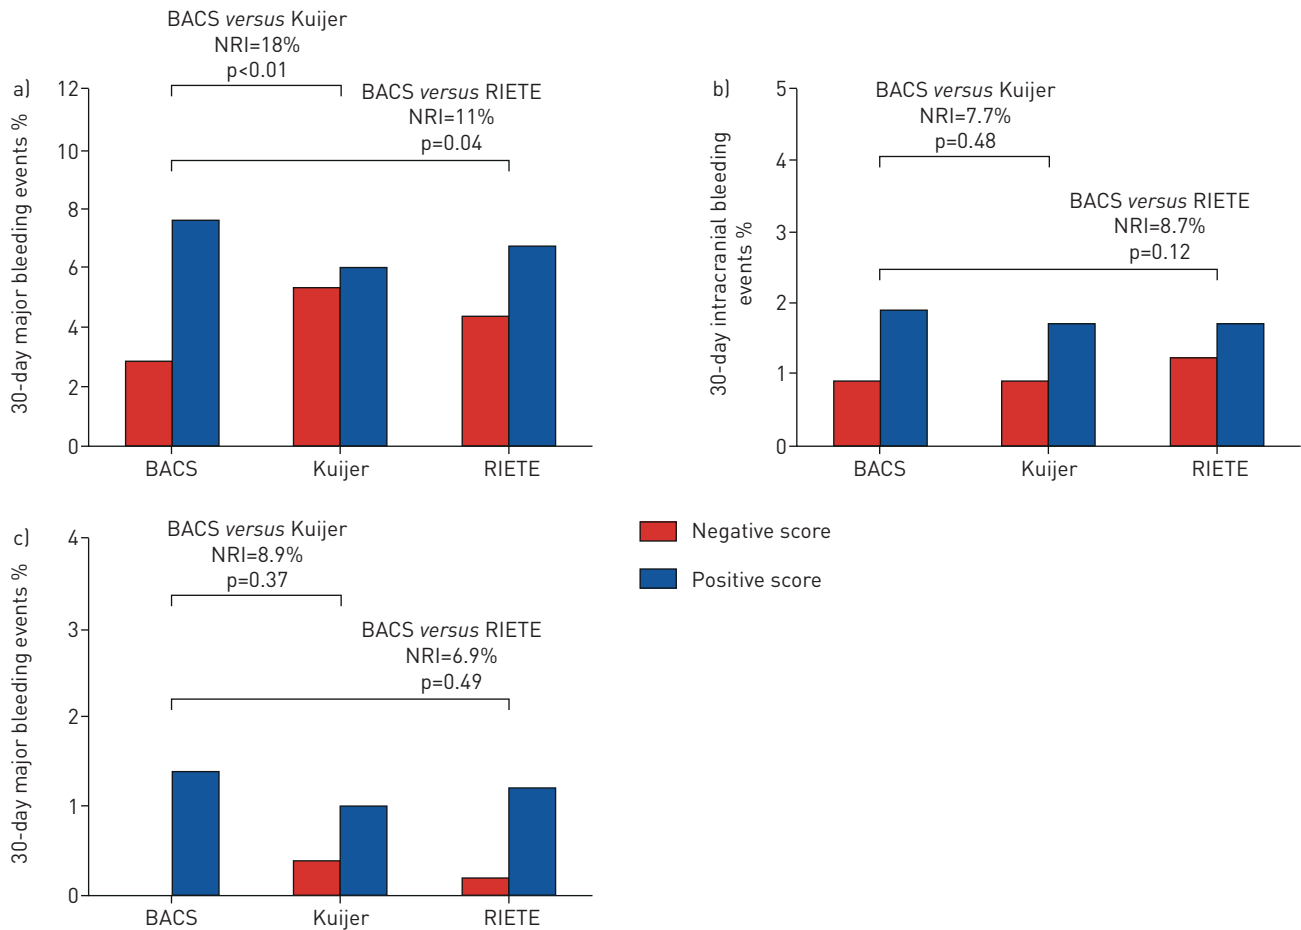 a)
BACS versus Kuijer
NRI=18%
p<0.01
BACS versus RIETE
NRI=11%
p=0.04
30-day major bleeding events %
12
10
8
6
4
2
0
BACS
Kuijer
RIETE
b)
BACS versus Kuijer
NRI=7.7%
p=0.48
BACS versus RIETE
NRI=8.7%
p=0.12
30-day intracranial bleeding
events %
5
4
3
2
1
0
BACS
Kuijer
RIETE
c)
BACS versus Kuijer
NRI=8.9%
p=0.37
BACS versus RIETE
NRI=6.9%
p=0.49
30-day major bleeding events %
4
3
2
1
0
BACS
Kuijer
RIETE
Negative score
Positive score